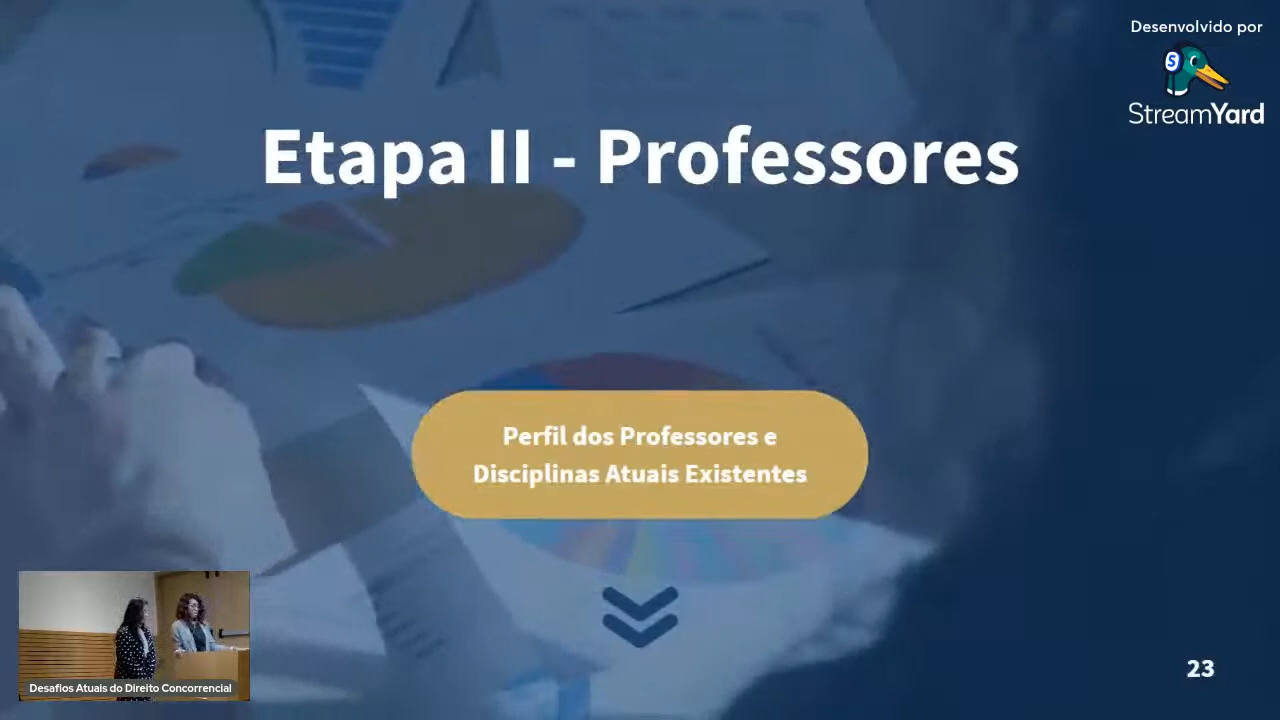 Desenvolvido por
S
StreamYard
Etapa II - Professores
Perfil dos Professores e
Disciplinas Atuais Existentes
Desafios Atuais do Direito Concorrencial
23